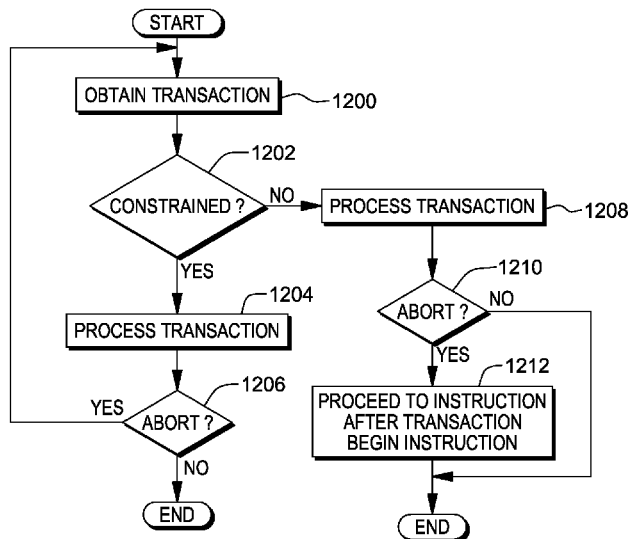 START
OBTAIN TRANSACTION
1200
1202
CONSTRAINED ?
NO
YES
PROCESS TRANSACTION
1208
1204
PROCESS TRANSACTION
1210
ABORT ?
NO
YES
1206
YES
ABORT ?
NO
1212
PROCEED TO INSTRUCTION
AFTER TRANSACTION
BEGIN INSTRUCTION
END
END